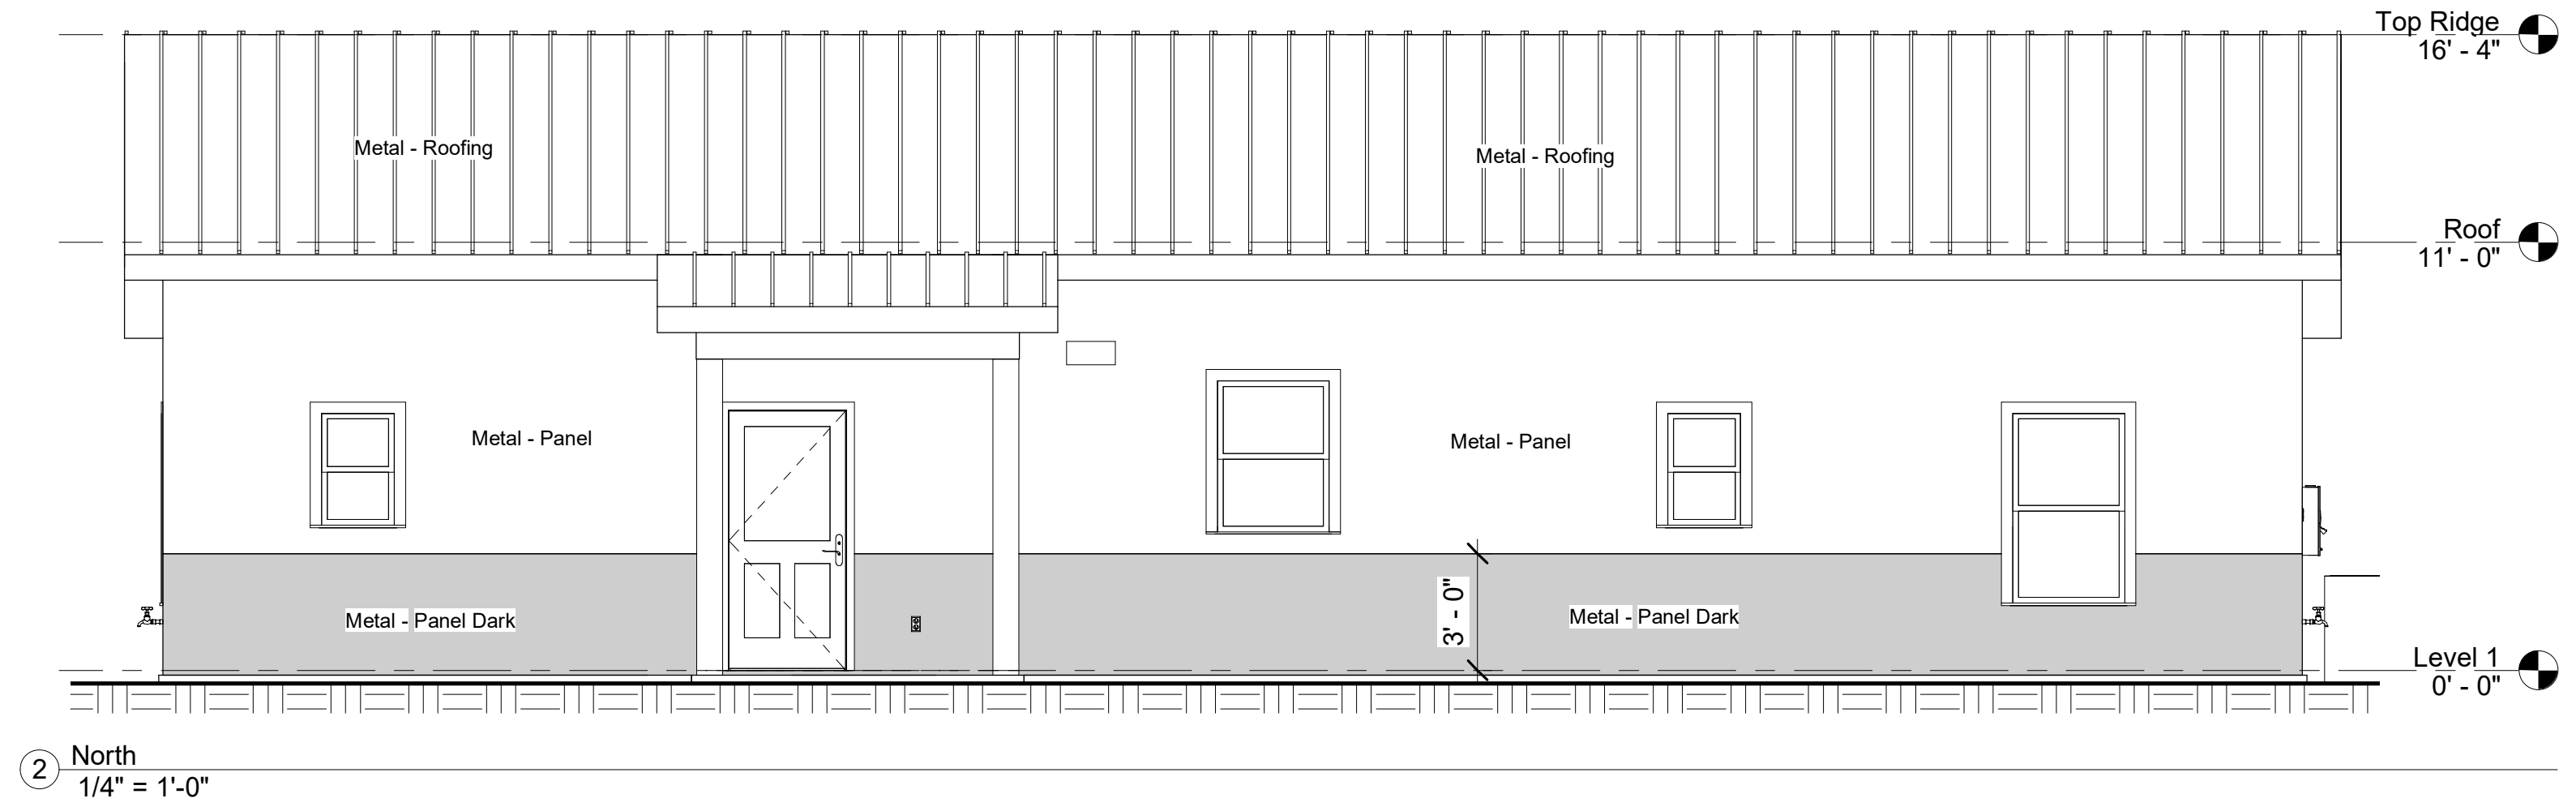 Top Ridge
16' - 4"
Metal - Roofing
Metal - Roofing
Roof
11' - 0"
Metal - Panel
Metal - Panel
Metal - Panel Dark
3' - 0"
Metal - Panel Dark
Level 1
0' - 0"
2
North
1/4" = 1'-0"